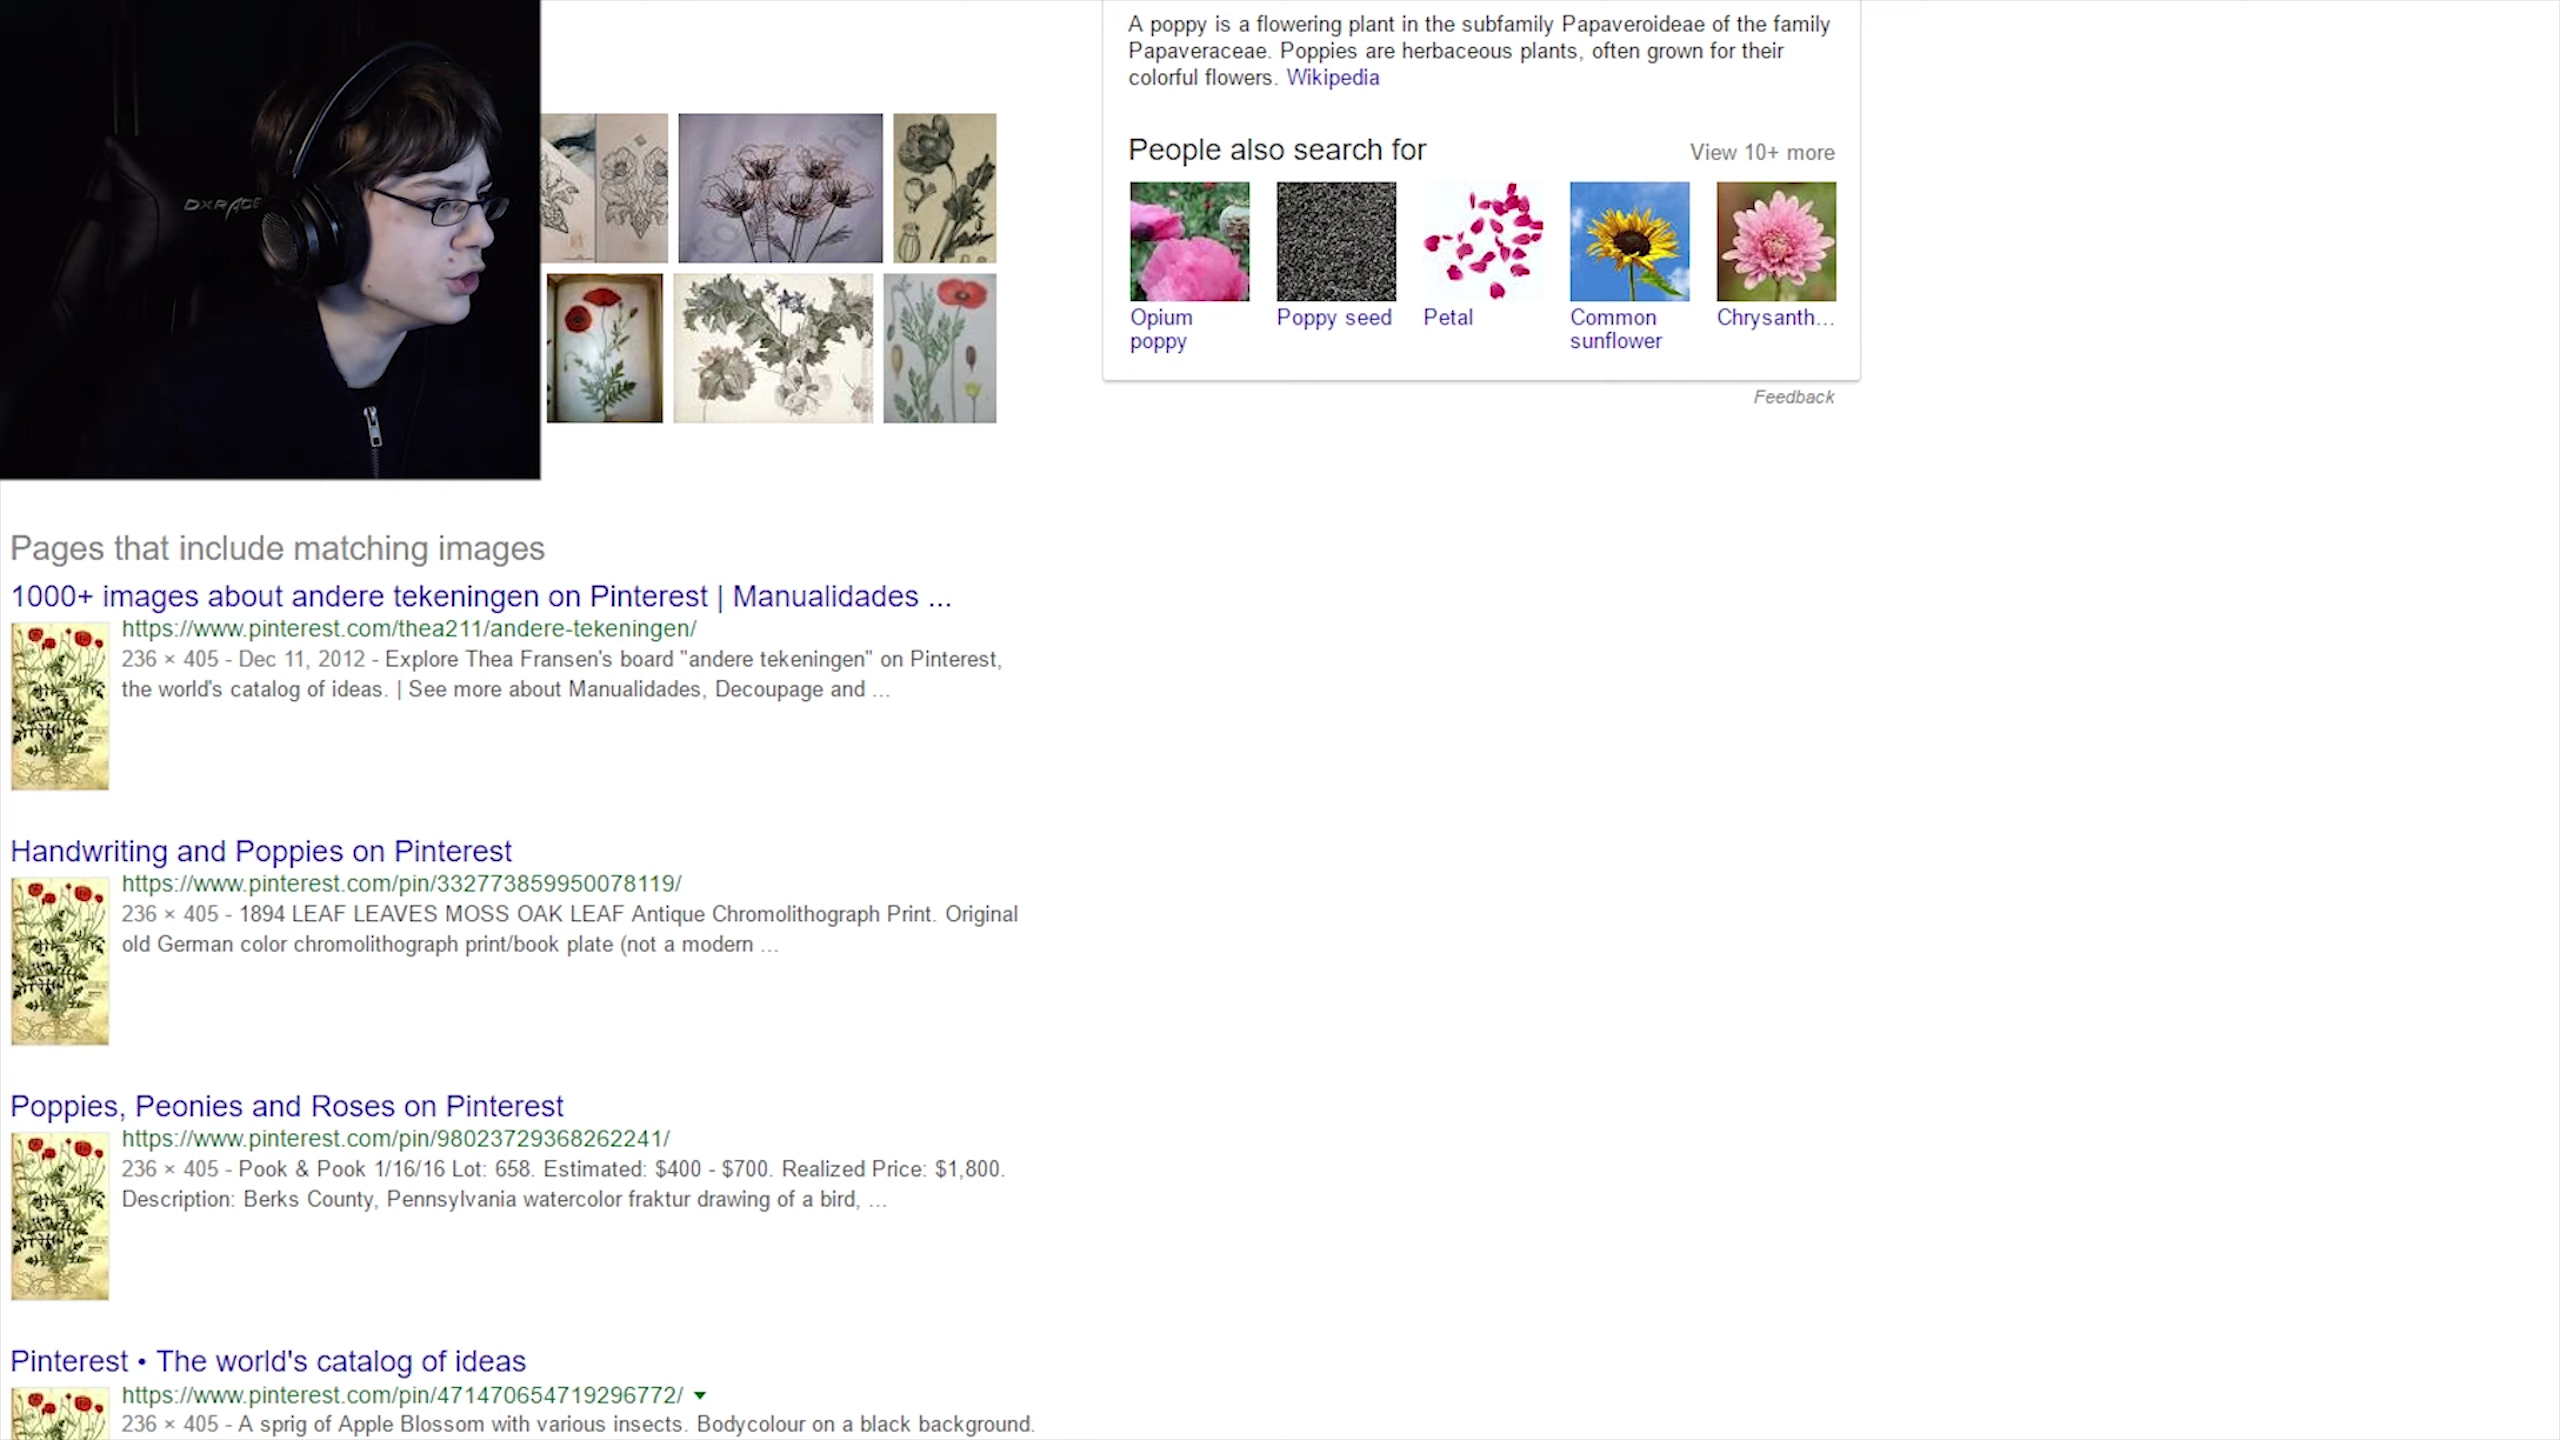 DXRACE
A poppy is a flowering plant in the subfamily Papaveroideae of the family
Papaveraceae. Poppies are herbaceous plants, often grown for their
colorful flowers. Wikipedia
People also search for
View 10+ more
Opium
poppy
Poppy seed
Petal
Common
sunflower
Chrysanth...
Feedback
Pages that include matching images
1000+ images about andere tekeningen on Pinterest | Manualidades ...
https://www.pinterest.com/thea211/andere-tekeningen/
236 × 405 - Dec 11, 2012 - Explore Thea Fransen's board "andere tekeningen" on Pinterest,
the world's catalog of ideas. | See more about Manualidades, Decoupage and ...
Handwriting and Poppies on Pinterest
https://www.pinterest.com/pin/332773859950078119/
236 × 405 - 1894 LEAF LEAVES MOSS OAK LEAF Antique Chromolithograph Print. Original
old German color chromolithograph print/book plate (not a modern ...
Poppies, Peonies and Roses on Pinterest
https://www.pinterest.com/pin/98023729368262241/
236 × 405 - Pook & Pook 1/16/16 Lot: 658. Estimated: $400 - $700. Realized Price: $1,800.
Description: Berks County, Pennsylvania watercolor fraktur drawing of a bird, ...
Pinterest • The world's catalog of ideas
https://www.pinterest.com/pin/471470654719296772/
236 × 405 - A sprig of Apple Blossom with various insects. Bodycolour on a black background.